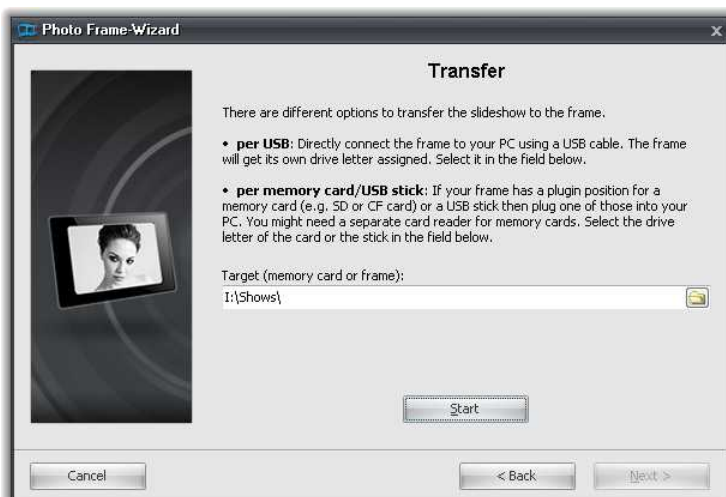 Photo Frame-Wizard
x
Transfer
There are different options to transfer the slideshow to the frame.
• per USB: Directly connect the frame to your PC using a USB cable. The frame
will get its own drive letter assigned. Select it in the field below.
• per memory card/USB stick: If your frame has a plugin position for a
memory card (e.g. SD or CF card) or a USB stick then plug one of those into your
PC. You might need a separate card reader for memory cards. Select the drive
letter of the card or the stick in the field below.
Target (memory card or frame):
I:\Shows\
Start
Cancel
< Back
Next >